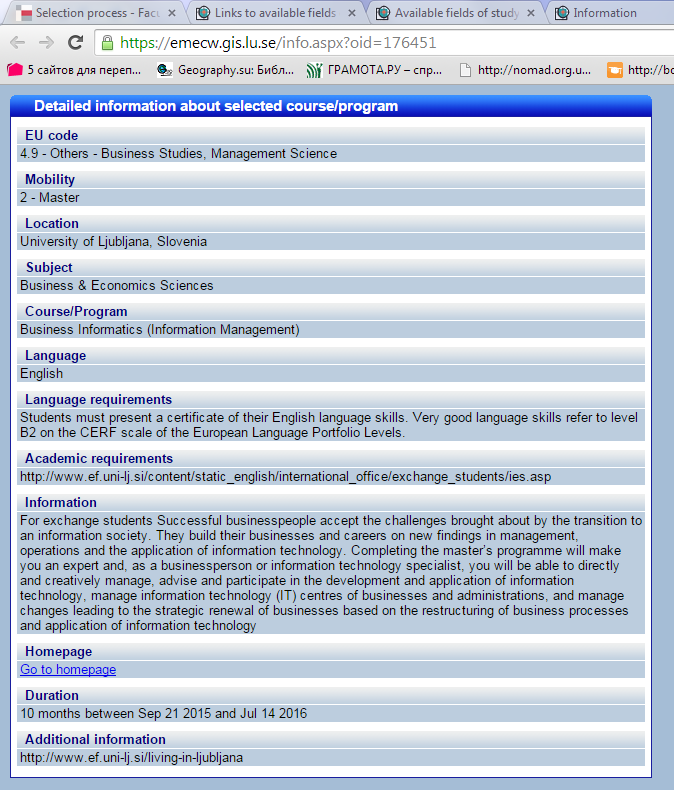 Selection process - Facu
Links to available fields
Available fields of study
Information
https://emecw.gis.lu.se/info.aspx?oid=176451
5 сайтов для переп...
Geography.su: Библ...
ГРАМОТА.РУ – спр...
http://nomad.org.u...
http://bo
Detailed information about selected course/program
EU code
4.9 - Others - Business Studies, Management Science
Mobility
2 - Master
Location
University of Ljubljana, Slovenia
Subject
Business & Economics Sciences
Course/Program
Business Informatics (Information Management)
Language
English
Language requirements
Students must present a certificate of their English language skills. Very good language skills refer to level
B2 on the CERF scale of the European Language Portfolio Levels.
Academic requirements
http://www.ef.uni-lj.si/content/static_english/international_office/exchange_students/ies.asp
Information
For exchange students Successful businesspeople accept the challenges brought about by the transition to
an information society. They build their businesses and careers on new findings in management,
operations and the application of information technology. Completing the master's programme will make
you an expert and, as a businessperson or information technology specialist, you will be able to directly
and creatively manage, advise and participate in the development and application of information
technology, manage information technology (IT) centres of businesses and administrations, and manage
changes leading to the strategic renewal of businesses based on the restructuring of business processes
and application of information technology
Homepage
Go to homepage
Duration
10 months between Sep 21 2015 and Jul 14 2016
Additional information
http://www.ef.uni-lj.si/living-in-ljubljana